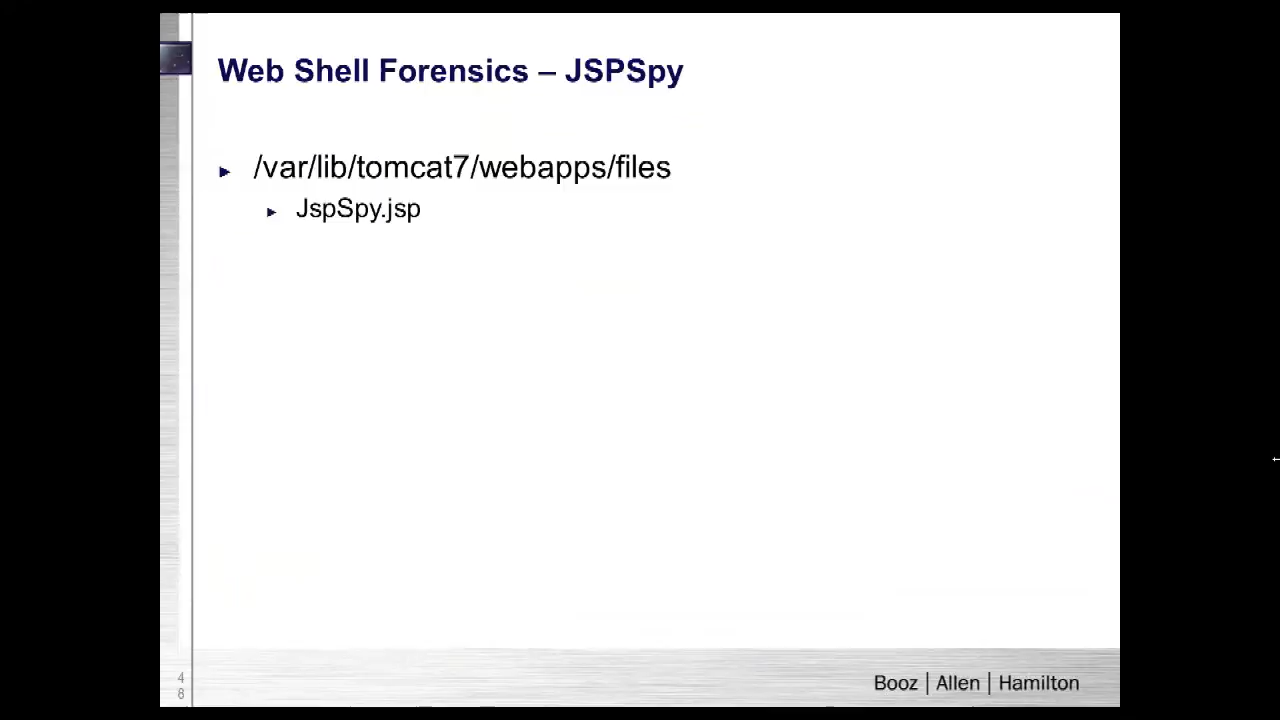 Web Shell Forensics – JSPSpy
/var/lib/tomcat7/webapps/files
JspSpy.jsp
4
8
Booz | Allen | Hamilton